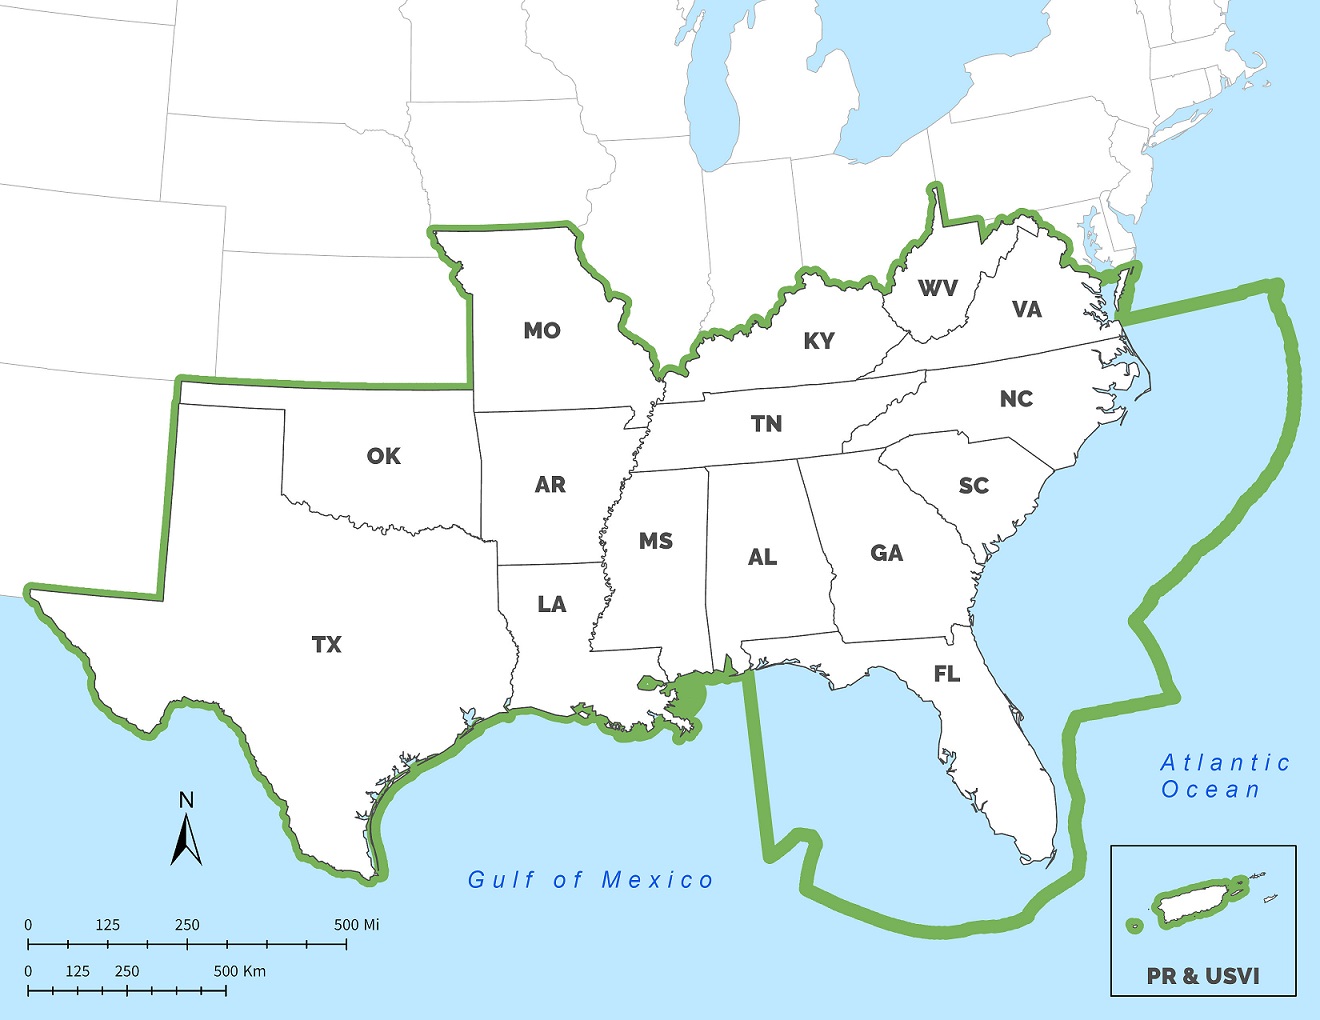 MO
WV
VA
KY
NC
TN
OK
AR
SC
MS
AL
GA
LA
TX
FL
Atlantic
Ocean
N
Gulf of Mexico
0 125 250 500 Mi
0 125 250 500 Km
PR & USVI